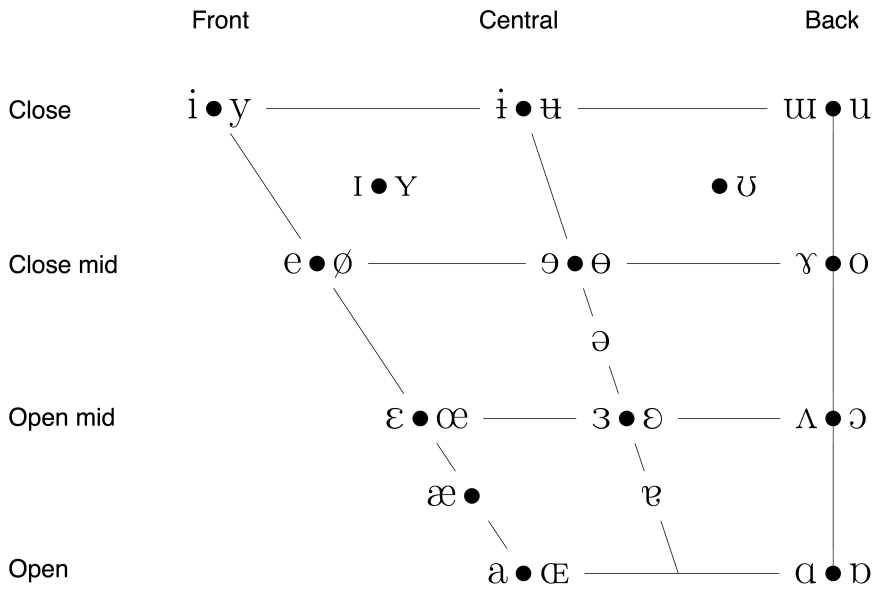 Front Central Back
Close i y ɨ ʉ ɯ u
ɪ ʏ ʊ
Close mid e ø ɘ ɵ ɤ o
ə
Open mid ɛ œ ɜ ɞ ʌ ɔ
æ ɐ
Open a ɶ ɑ ɒ